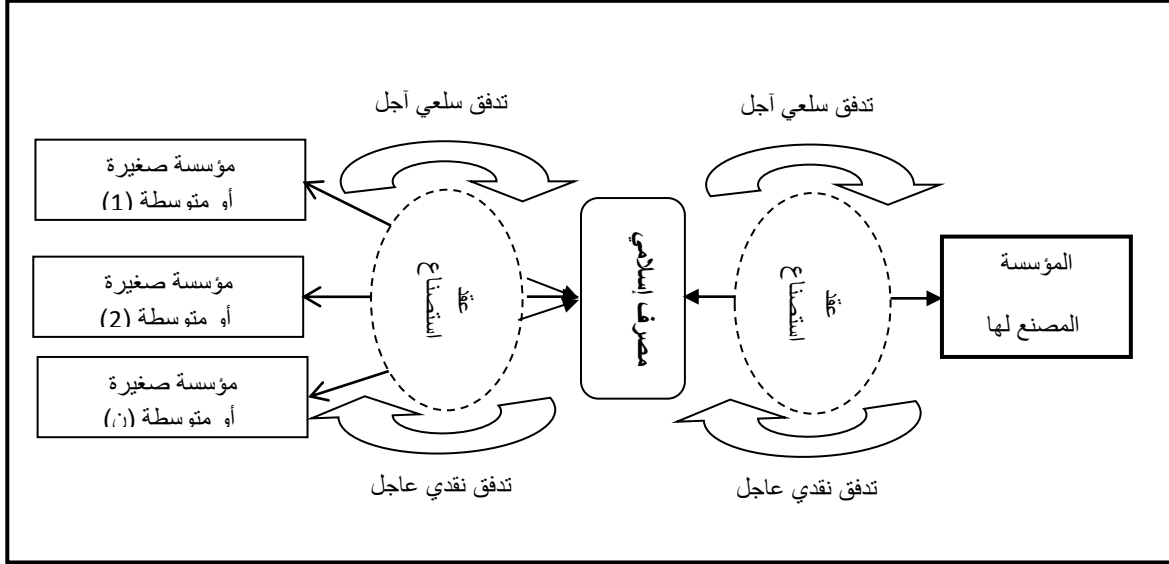 تدفق سلعي آجل
تدفق سلعي آجل
المؤسسة
المصنع لها
عقد
استصناع
مصرف إسلامي
عقد
استصناع
مؤسسة صغيرة
أو متوسطة (1)
مؤسسة صغيرة
أو متوسطة (2)
مؤسسة صغيرة
أو متوسطة (ن)
تدفق نقدي عاجل
تدفق نقدي عاجل